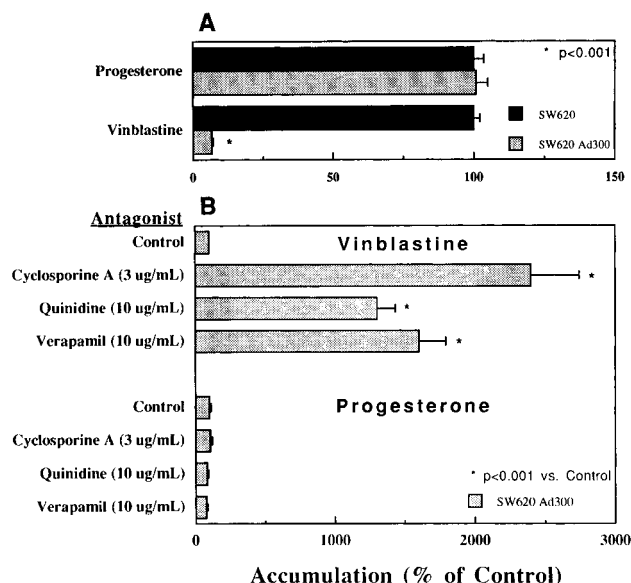 A
Progesterone
* p<0.001
Vinblastine
*
SW620
SW620 Ad300
0 50 100 150
B
Antagonist
Control
Vinblastine
Cyclosporine A (3 ug/mL) *
Quinidine (10 ug/mL) *
Verapamil (10 ug/mL) *
Control
Progesterone
Cyclosporine A (3 ug/mL)
Quinidine (10 ug/mL)
* p<0.001 vs. Control
Verapamil (10 ug/mL)
SW620 Ad300
0 1000 2000 3000
Accumulation (% of Control)